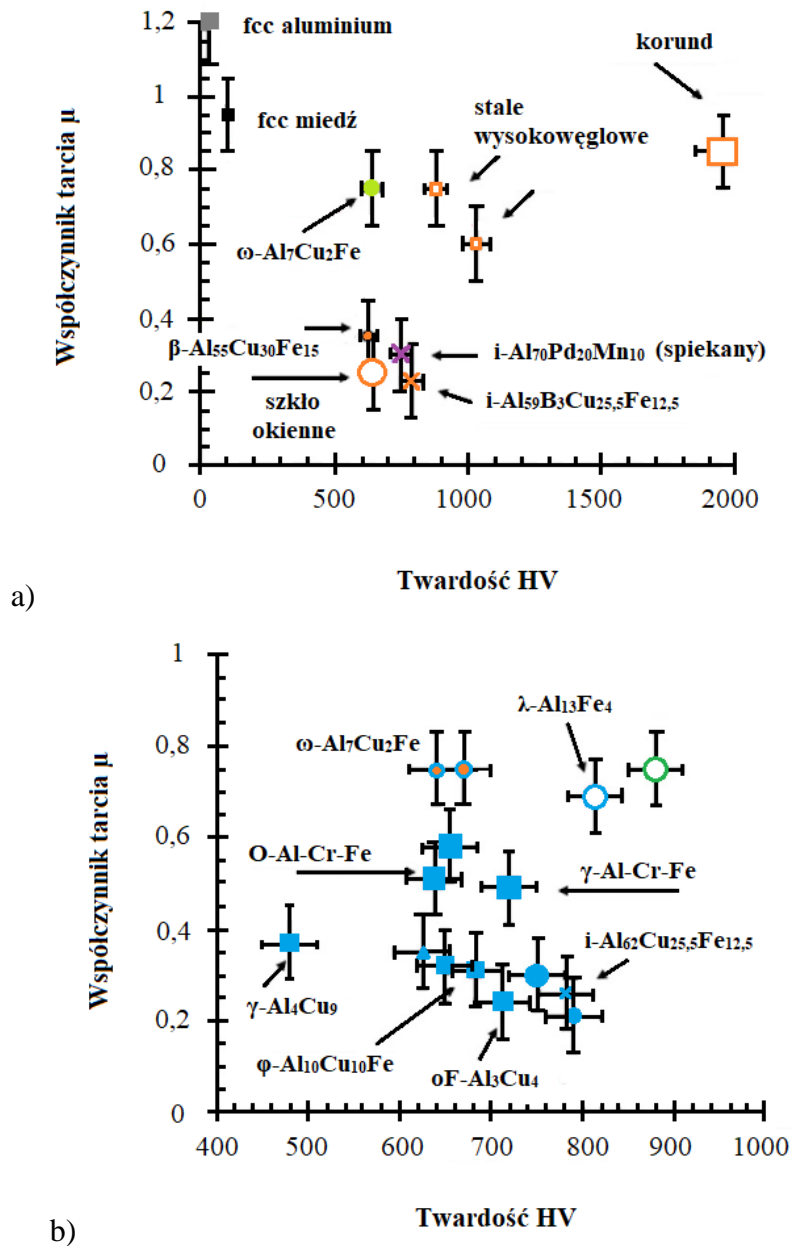 1,2
fcc aluminium
korund
1
fcc miedź
stale
wysokowęglowe
0,8
ω-Al₇Cu₂Fe
0,6
0,4
β-Al₅₅Cu₃₀Fe₁₅
i-Al₇₀Pd₂₀Mn₁₀ (spiekany)
0,2
szkło
okienne
i-Al₅₉B₃Cu₂₅,₅Fe₁₂,₅
0
0 500 1000 1500 2000
Współczynnik tarcia μ
Twardość HV
a)
1
λ-Al₁₃Fe₄
ω-Al₇Cu₂Fe
0,8
0,6
O-Al-Cr-Fe
γ-Al-Cr-Fe
0,4
i-Al₆₂Cu₂₅,₅Fe₁₂,₅
γ-Al₄Cu₉
0,2
φ-Al₁₀Cu₁₀Fe
oF-Al₃Cu₄
0
400 500 600 700 800 900 1000
Współczynnik tarcia μ
Twardość HV
b)